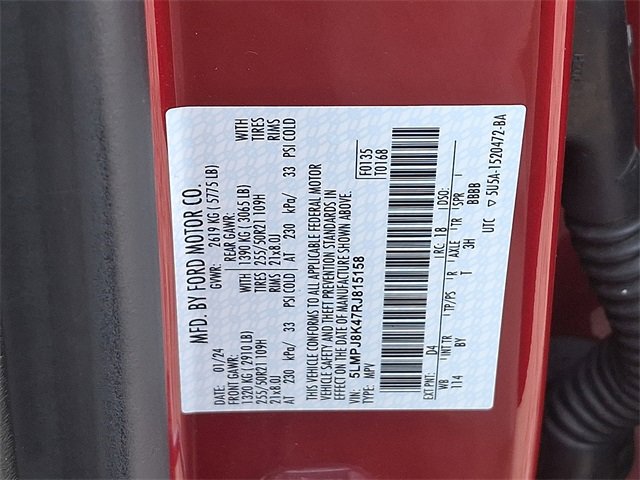 MFD. BY FORD MOTOR CO.
DATE: 01/24 GVWR: 2619 KG ( 5775 LB)
FRONT GAWR: REAR GAWR: WITH
1320 KG ( 2910 LB) 1390 KG ( 3065 LB) TIRES
255/50R21 109H 255/50R21 109H RIMS
21x8.0J 21x8.0J
AT 230 kPa/ 33 PSI COLD AT 230 kPa/ 33 PSI COLD
WITH
TIRES
RIMS
THIS VEHICLE CONFORMS TO ALL APPLICABLE FEDERAL MOTOR
VEHICLE SAFETY AND THEFT PREVENTION STANDARDS IN
EFFECT ON THE DATE OF MANUFACTURE SHOWN ABOVE.
VIN: 5LMPJ8K47RJ815158
TYPE: MPV
F0135
T0168
EXT PNT: D4 RC: 18 DSO:
WB INT TR TP/PS R AXLE TR SPR
114 BY T 3H BBBB
UTC ▽ 5U5A-1520472-BA